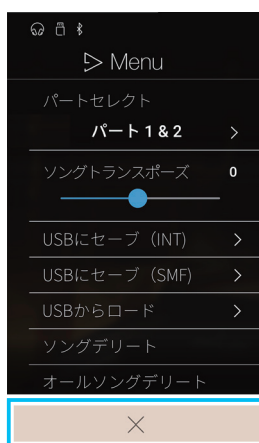 Menu
パートセレクト
パート 1 & 2
ソングトランスポーズ 0
USBにセーブ（INT)
USBにセーブ（SMF)
USBからロード
ソングデリート
オールソングデリート